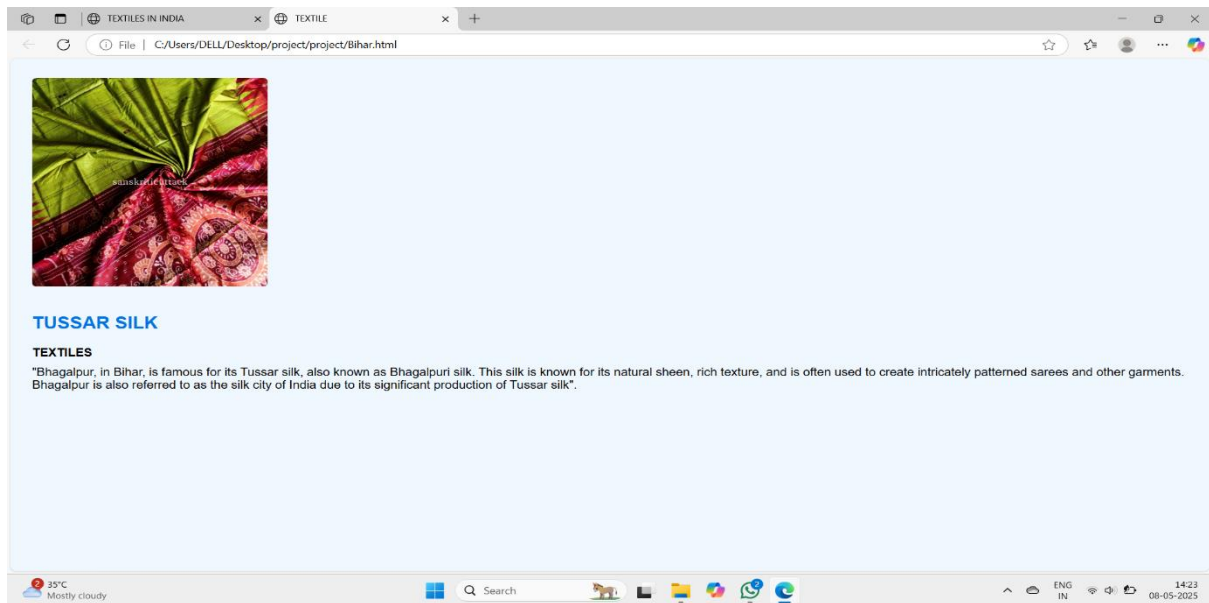 TEXTILES IN INDIA
TEXTILE
File | C:/Users/DELL/Desktop/project/project/Bihar.html
TUSSAR SILK
TEXTILES
"Bhagalpur, in Bihar, is famous for its Tussar silk, also known as Bhagalpuri silk. This silk is known for its natural sheen, rich texture, and is often used to create intricately patterned sarees and other garments.
Bhagalpur is also referred to as the silk city of India due to its significant production of Tussar silk".
2
35°C
Mostly cloudy
Search
2
ENG
IN
14:23
08-05-2025